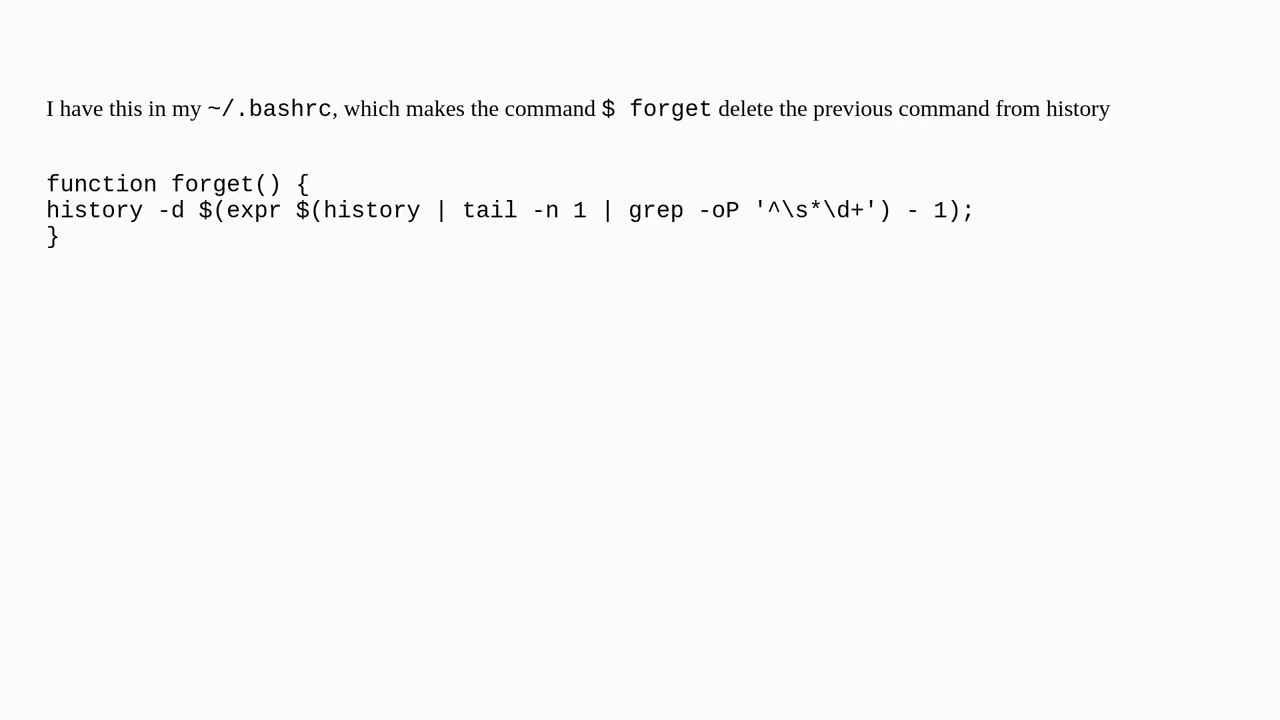 I have this in my ~/.bashrc, which makes the command $ forget delete the previous command from history
function forget() {
history -d $(expr $(history | tail -n 1 | grep -oP '^\s*\d+') - 1);
}